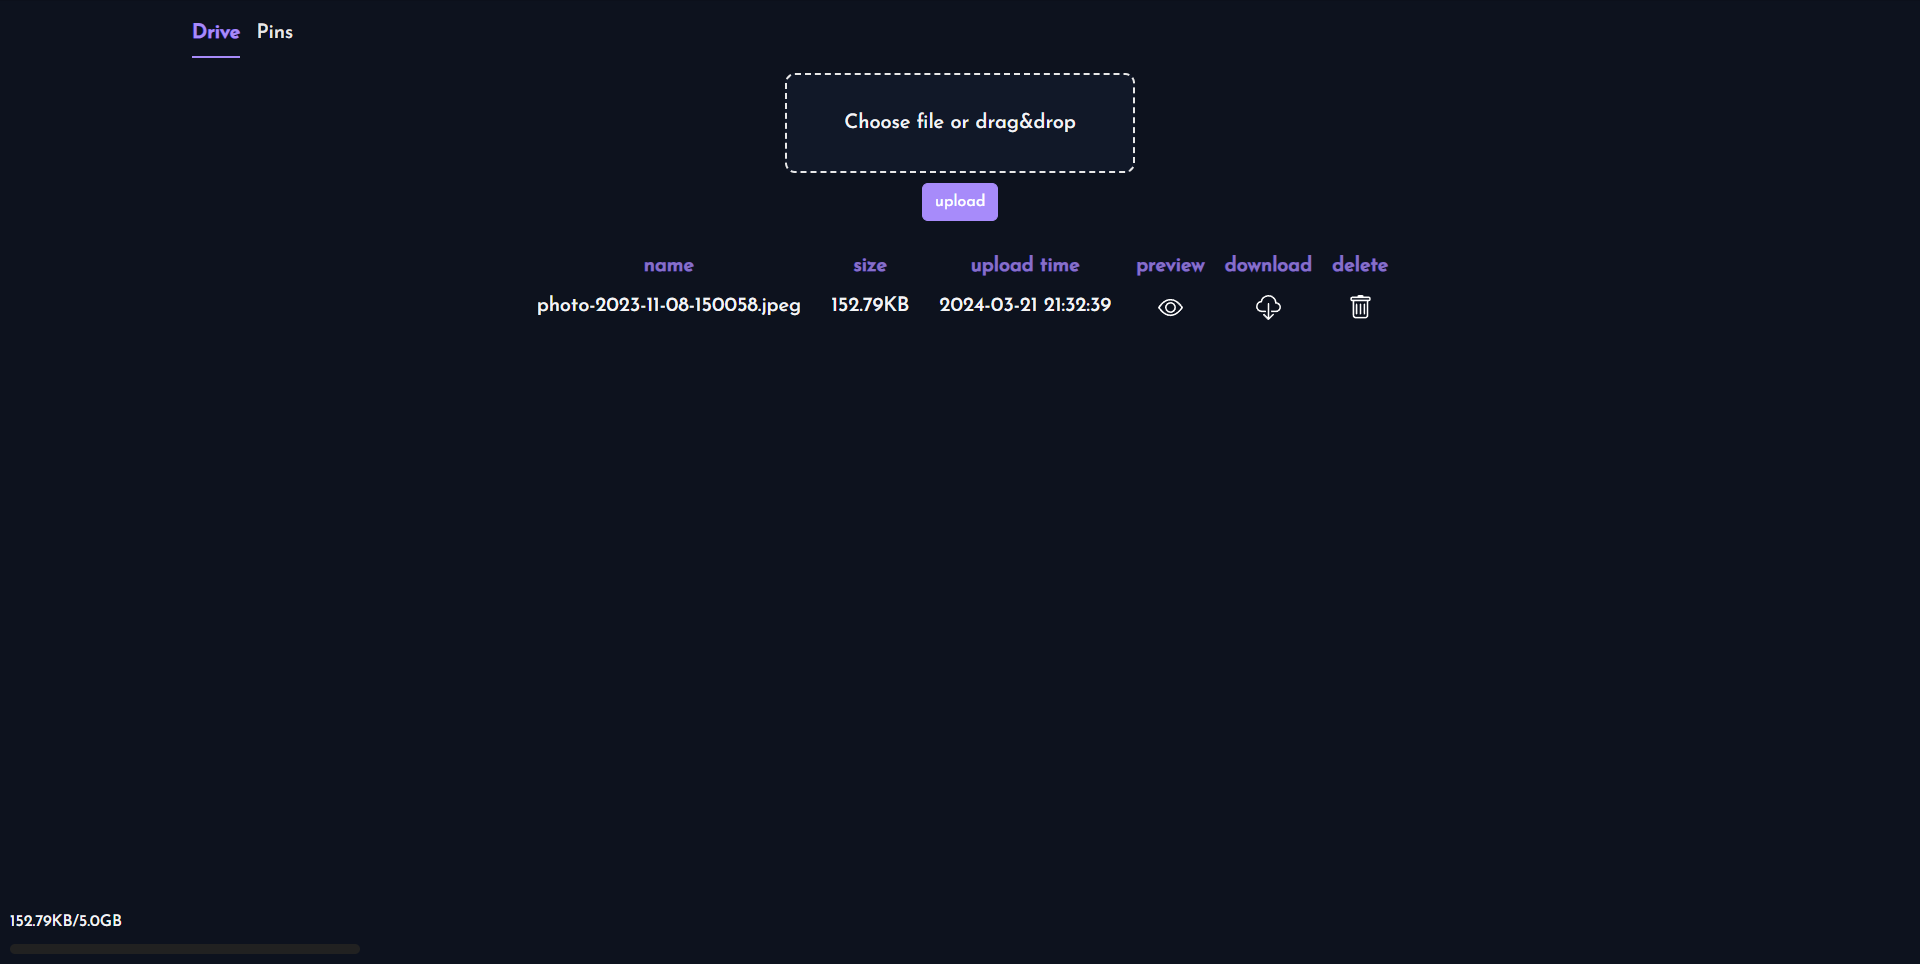 Drive Pins
Choose file or drag&drop
upload
name size upload time preview download delete
photo-2023-11-08-150058.jpeg 152.79KB 2024-03-21 21:32:39
152.79KB/5.0GB